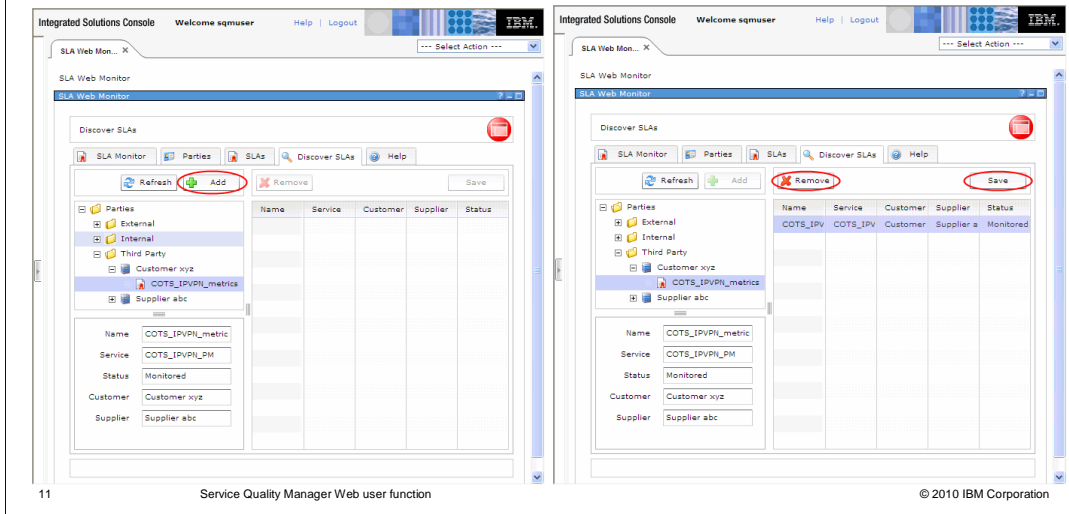 Integrated Solutions Console Welcome sqmuser Help | Logout IBM.
SLA Web Mon... ×
--- Select Action ---
SLA Web Monitor
SLA Web Monitor
Discover SLAs
SLA Monitor Parties SLAs Discover SLAs Help
Refresh Add Remove Save
Parties
External
Internal
Third Party
Customer xyz
COTS_IPVPN_metrics
Supplier abc
Name Service Customer Supplier Status
Name COTS_IPVPN_metric
Service COTS_IPVPN_PM
Status Monitored
Customer Customer xyz
Supplier Supplier abc
Integrated Solutions Console Welcome sqmuser Help | Logout IBM.
SLA Web Mon... ×
--- Select Action ---
SLA Web Monitor
SLA Web Monitor
Discover SLAs
SLA Monitor Parties SLAs Discover SLAs Help
Refresh Add Remove Save
Parties
External
Internal
Third Party
Customer xyz
COTS_IPVPN_metrics
Supplier abc
Name Service Customer Supplier Status
COTS_IPV COTS_IPV Customer Supplier a Monitored
Name COTS_IPVPN_metric
Service COTS_IPVPN_PM
Status Monitored
Customer Customer xyz
Supplier Supplier abc
11 Service Quality Manager Web user function © 2010 IBM Corporation